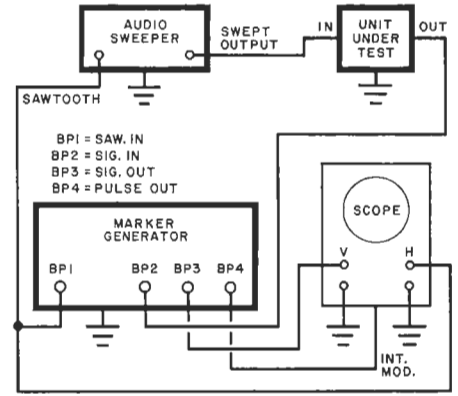 AUDIO
SWEEPER
SWEPT
OUTPUT
IN
UNIT
UNDER
TEST
OUT
SAWTOOTH
BP1 = SAW. IN
BP2 = SIG. IN
BP3 = SIG. OUT
BP4 = PULSE OUT
MARKER
GENERATOR
BP1 BP2 BP3 BP4
SCOPE
V H
INT.
MOD.